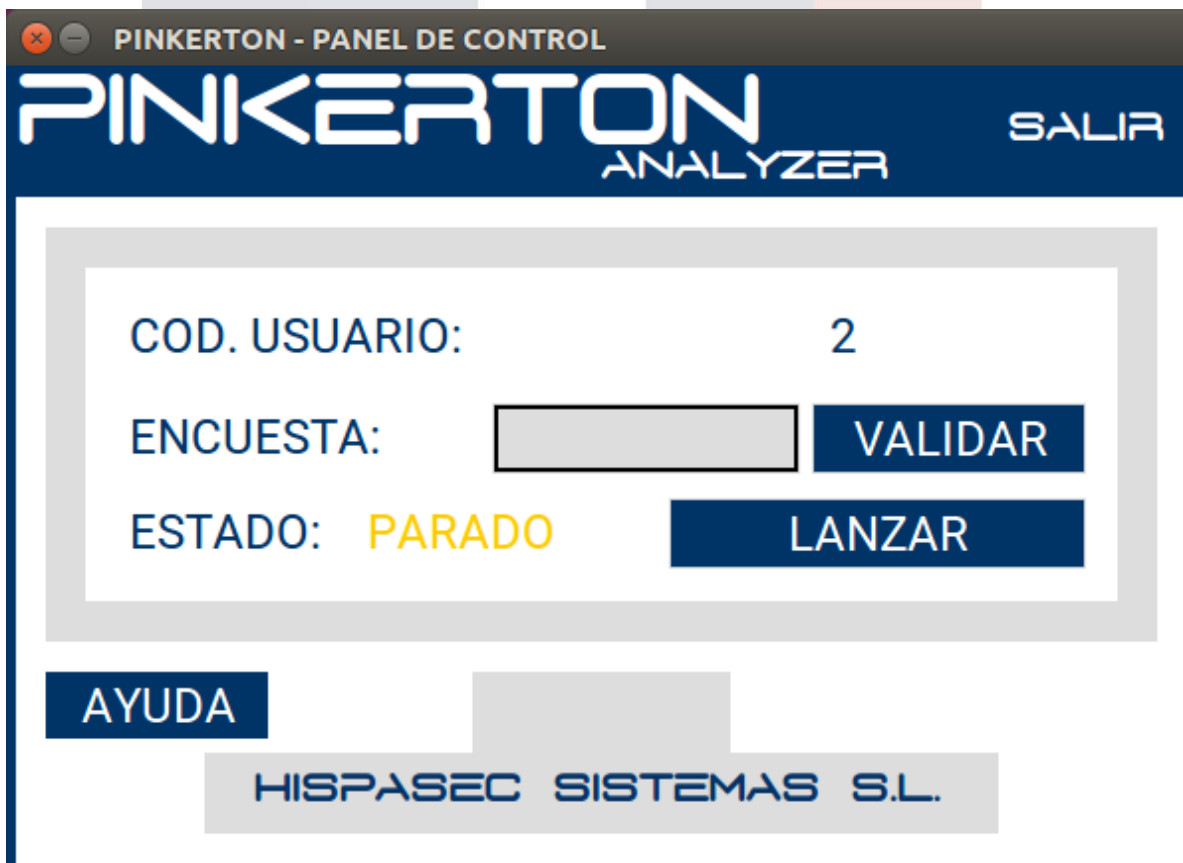 PINKERTON - PANEL DE CONTROL
PINKERTON
ANALYZER
SALIR
COD. USUARIO: 2
ENCUESTA: VALIDAR
ESTADO: PARADO LANZAR
AYUDA
HISPASEC SISTEMAS S.L.